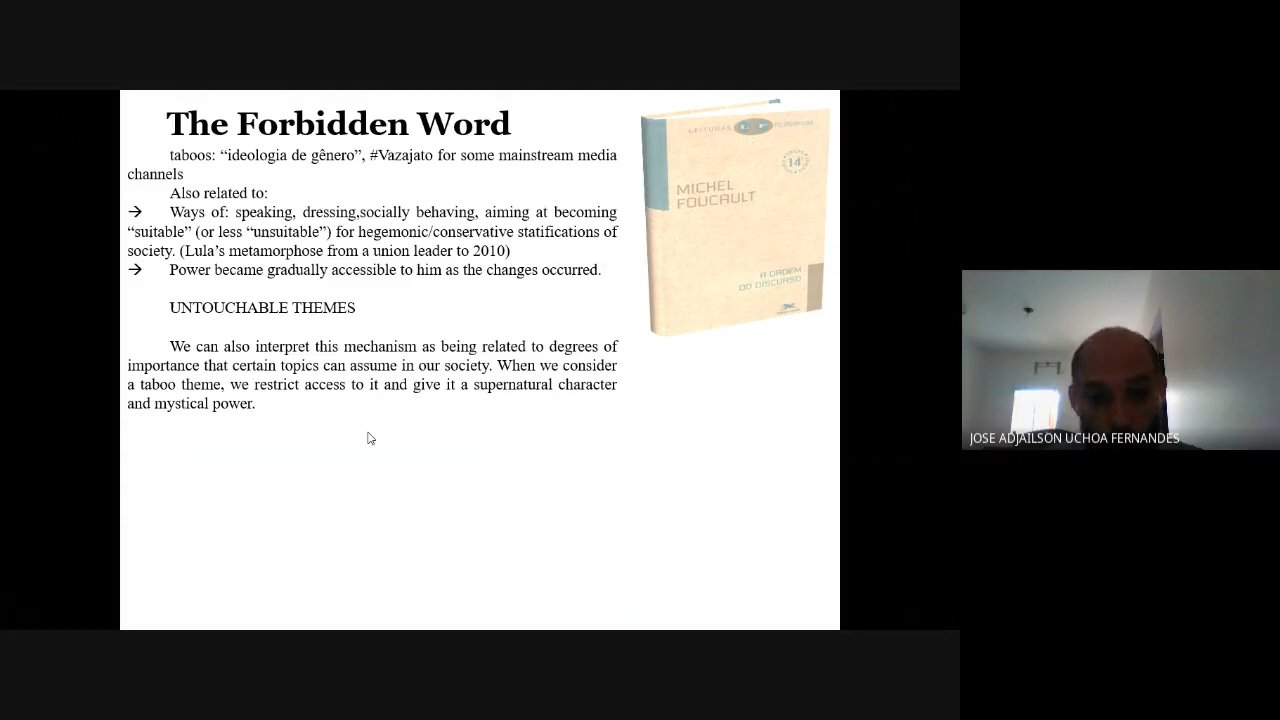 The Forbidden Word
taboos: “ideologia de gênero”, #Vazajato for some mainstream media
channels
Also related to:
→ Ways of: speaking, dressing,socially behaving, aiming at becoming
“suitable” (or less “unsuitable”) for hegemonic/conservative statifications of
society. (Lula’s metamorphose from a union leader to 2010)
→ Power became gradually accessible to him as the changes occurred.
UNTOUCHABLE THEMES
We can also interpret this mechanism as being related to degrees of
importance that certain topics can assume in our society. When we consider
a taboo theme, we restrict access to it and give it a supernatural character
and mystical power.
LEITURAS FILOSÓFICAS
14ª
MICHEL
FOUCAULT
A ORDEM
DO DISCURSO
JOSE ADJAILSON UCHOA FERNANDES